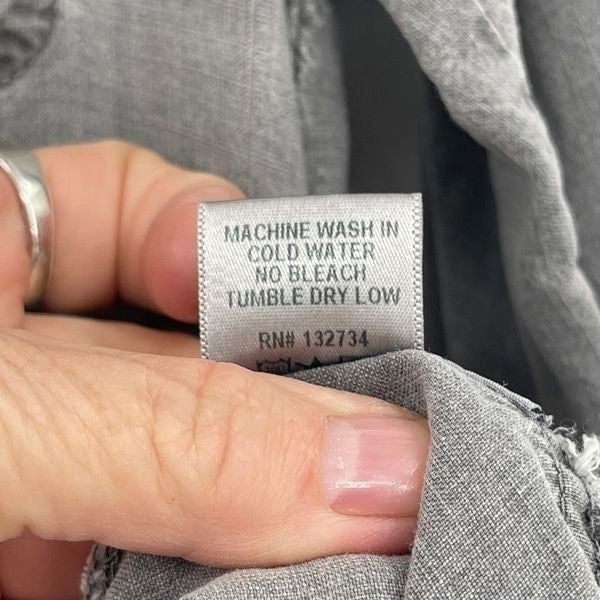 MACHINE WASH IN
COLD WATER
NO BLEACH
TUMBLE DRY LOW
RN# 132734